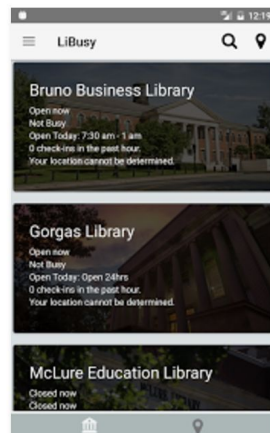 12:19
LiBusy
Bruno Business Library
Open now
Not Busy
Open Today: 7:30 am - 1 am
0 check-ins in the past hour.
Your location cannot be determined.
Gorgas Library
Open now
Not Busy
Open Today: Open 24hrs
0 check-ins in the past hour.
Your location cannot be determined.
McLure Education Library
Closed now
Closed now